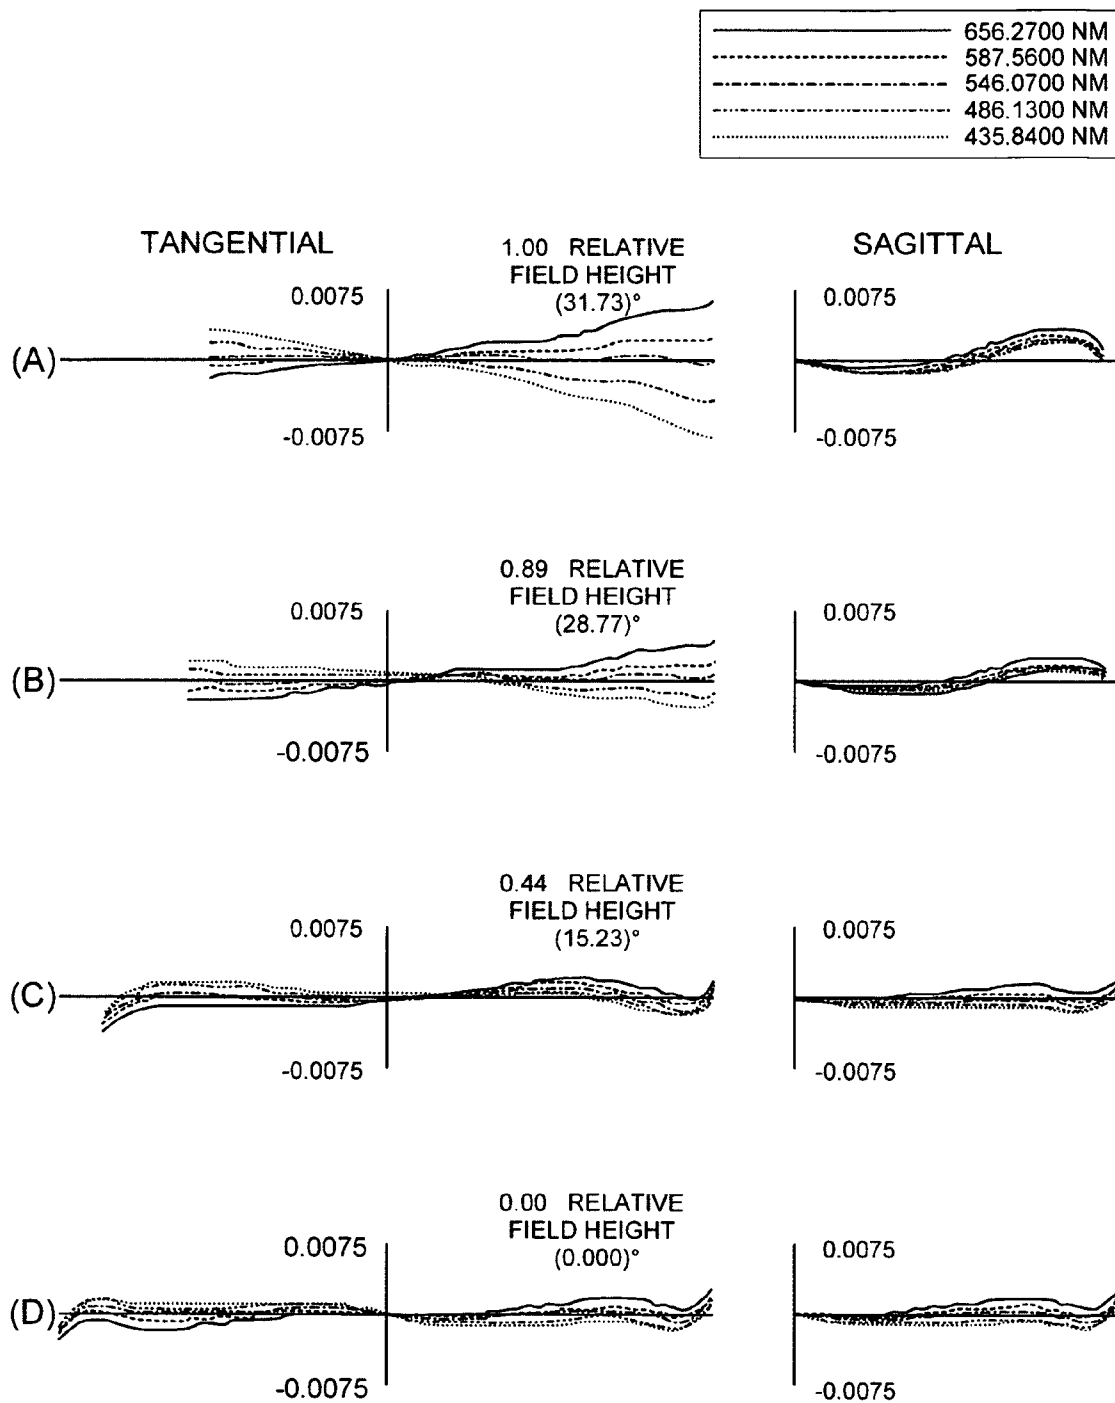 656.2700 NM
587.5600 NM
546.0700 NM
486.1300 NM
435.8400 NM
TANGENTIAL
1.00 RELATIVE
FIELD HEIGHT
(31.73)°
SAGITTAL
0.0075
0.0075
(A)
-0.0075
-0.0075
0.89 RELATIVE
FIELD HEIGHT
(28.77)°
0.0075
0.0075
(B)
-0.0075
-0.0075
0.44 RELATIVE
FIELD HEIGHT
(15.23)°
0.0075
0.0075
(C)
-0.0075
-0.0075
0.00 RELATIVE
FIELD HEIGHT
(0.000)°
0.0075
0.0075
(D)
-0.0075
-0.0075